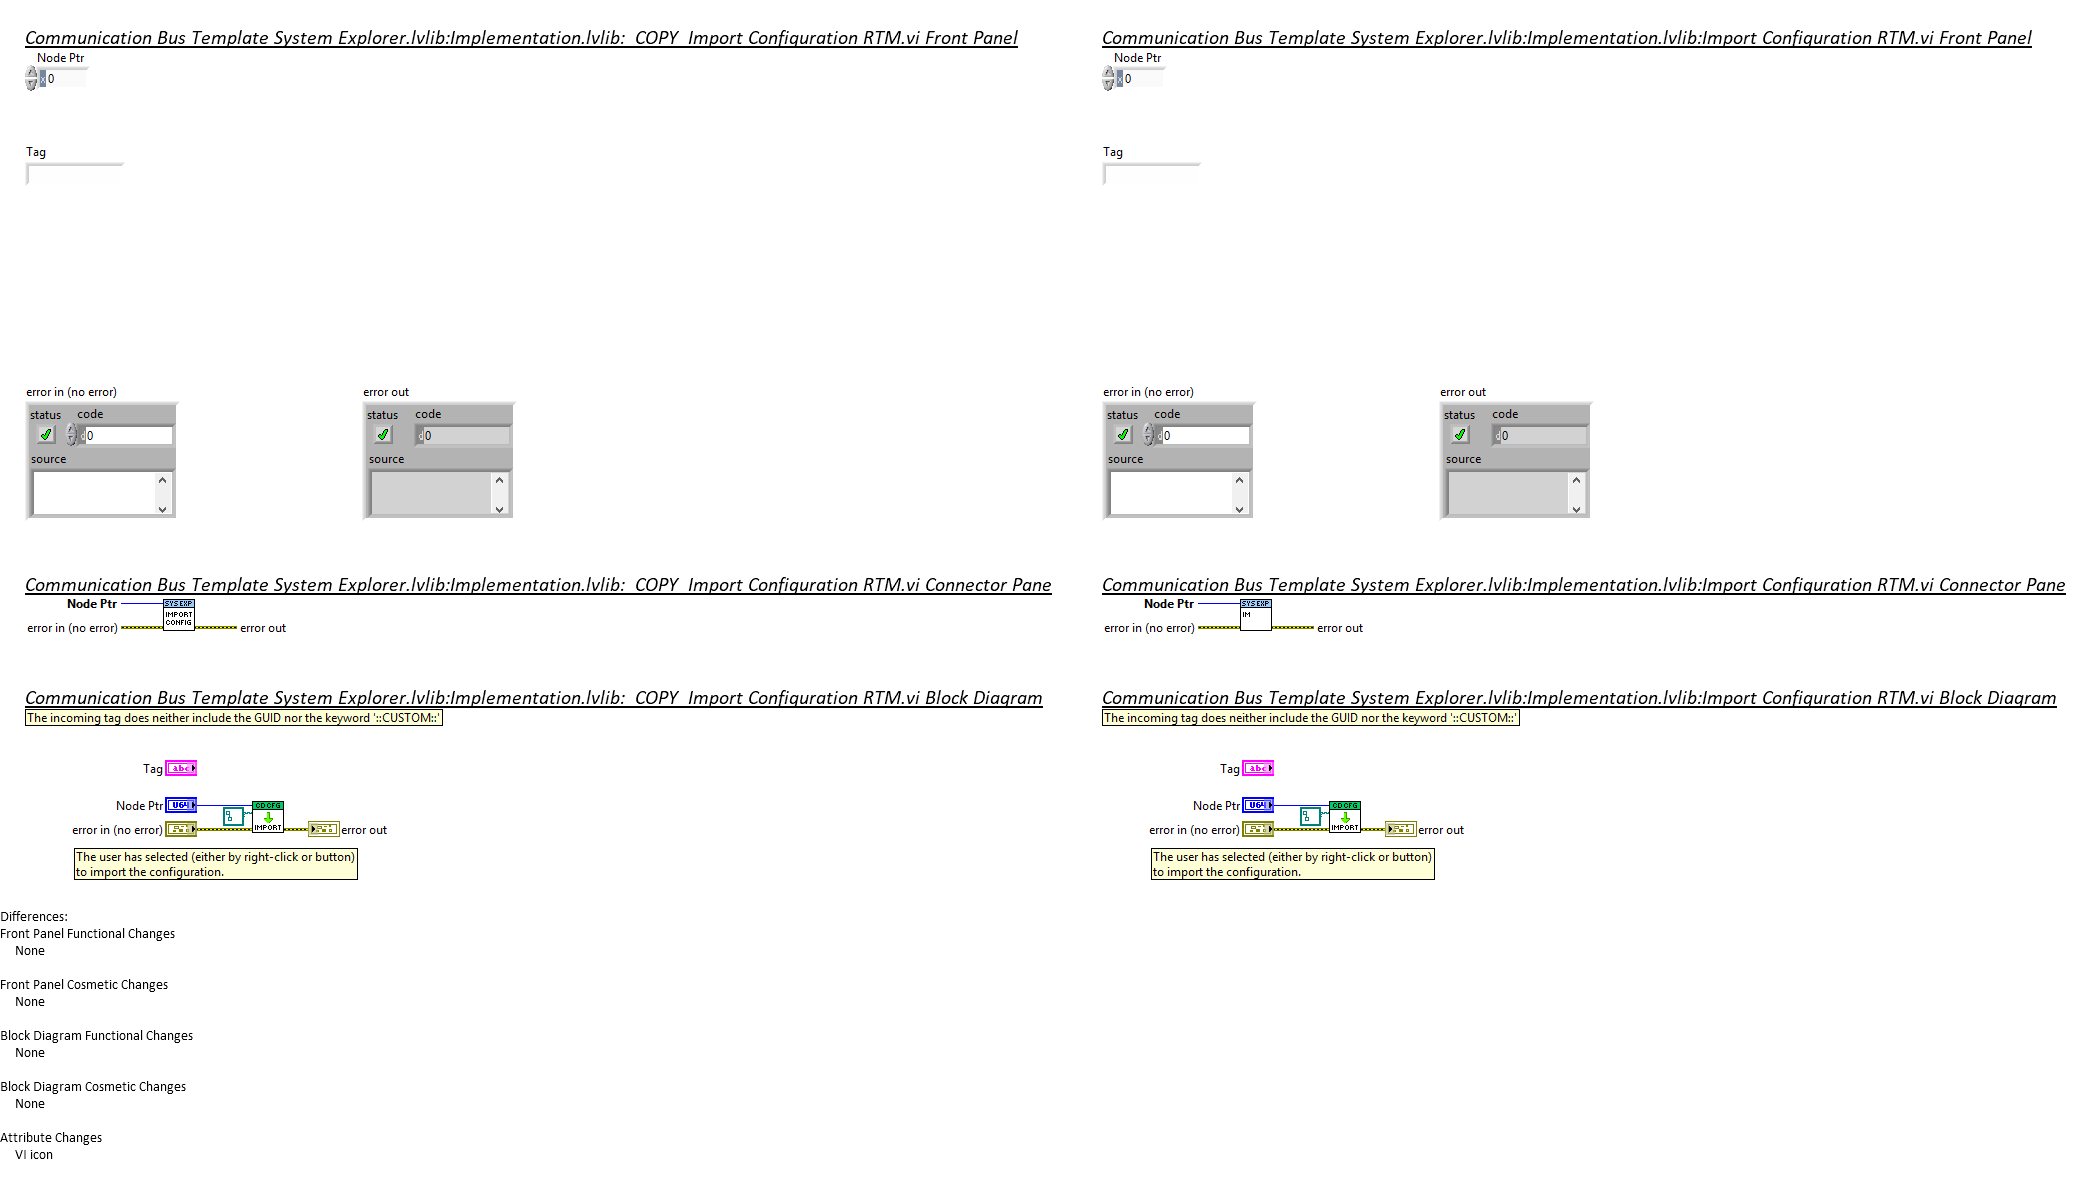 Communication Bus Template System Explorer.lvlib:Implementation.lvlib:  COPY  Import Configuration RTM.vi Front Panel
Node Ptr
x 0
Tag
error in (no error)
status code
d 0
source
error out
status code
d 0
source
Communication Bus Template System Explorer.lvlib:Implementation.lvlib:  COPY  Import Configuration RTM.vi Connector Pane
Node Ptr
SYS EXP
IMPORT
CONFIG
error in (no error)
error out
Communication Bus Template System Explorer.lvlib:Implementation.lvlib:  COPY  Import Configuration RTM.vi Block Diagram
The incoming tag does neither include the GUID nor the keyword '::CUSTOM::'
Tag abc
Node Ptr U64
CD CFG
IMPORT
error in (no error)
error out
The user has selected (either by right-click or button)
to import the configuration.
Communication Bus Template System Explorer.lvlib:Implementation.lvlib:Import Configuration RTM.vi Front Panel
Node Ptr
x 0
Tag
error in (no error)
status code
d 0
source
error out
status code
d 0
source
Communication Bus Template System Explorer.lvlib:Implementation.lvlib:Import Configuration RTM.vi Connector Pane
Node Ptr
SYS EXP
IM
error in (no error)
error out
Communication Bus Template System Explorer.lvlib:Implementation.lvlib:Import Configuration RTM.vi Block Diagram
The incoming tag does neither include the GUID nor the keyword '::CUSTOM::'
Tag abc
Node Ptr U64
CD CFG
IMPORT
error in (no error)
error out
The user has selected (either by right-click or button)
to import the configuration.
Differences:
Front Panel Functional Changes
None
Front Panel Cosmetic Changes
None
Block Diagram Functional Changes
None
Block Diagram Cosmetic Changes
None
Attribute Changes
VI icon